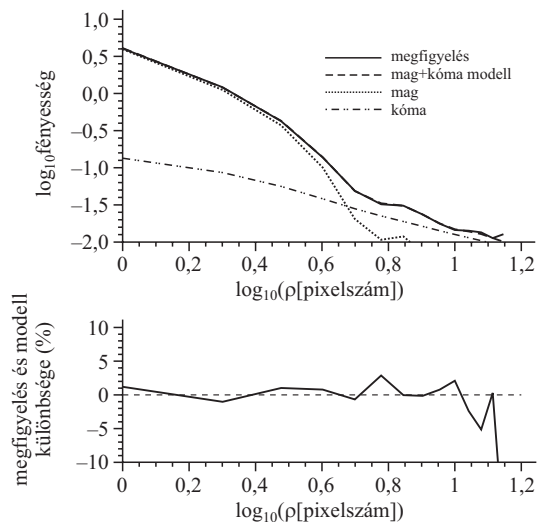 1,0
0,5
0,0
–0,5
–1,0
–1,5
–2,0
log10fényesség
megfigyelés
mag+kóma modell
mag
kóma
0 0,2 0,4 0,6 0,8 1 1,2
log10(ρ[pixelszám])
10
5
0
–5
–10
megfigyelés és modell
különbsége (%)
0 0,2 0,4 0,6 0,8 1 1,2
log10(ρ[pixelszám])